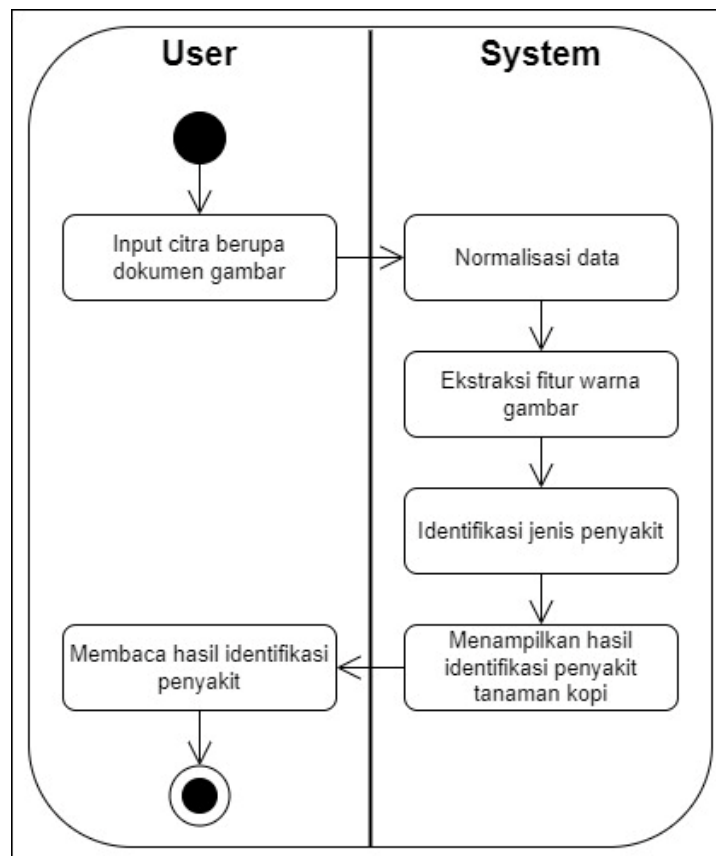 User
System
Input citra berupa
dokumen gambar
Normalisasi data
Ekstraksi fitur warna
gambar
Identifikasi jenis penyakit
Menampilkan hasil
identifikasi penyakit
tanaman kopi
Membaca hasil identifikasi
penyakit